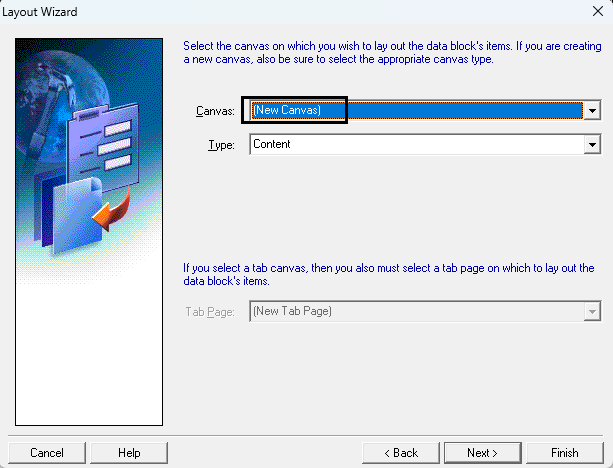 Layout Wizard
Select the canvas on which you wish to lay out the data block's items. If you are creating
a new canvas, also be sure to select the appropriate canvas type.
Canvas: (New Canvas)
Type: Content
If you select a tab canvas, then you also must select a tab page on which to lay out the
data block's items.
Tab Page: (New Tab Page)
Cancel Help < Back Next > Finish